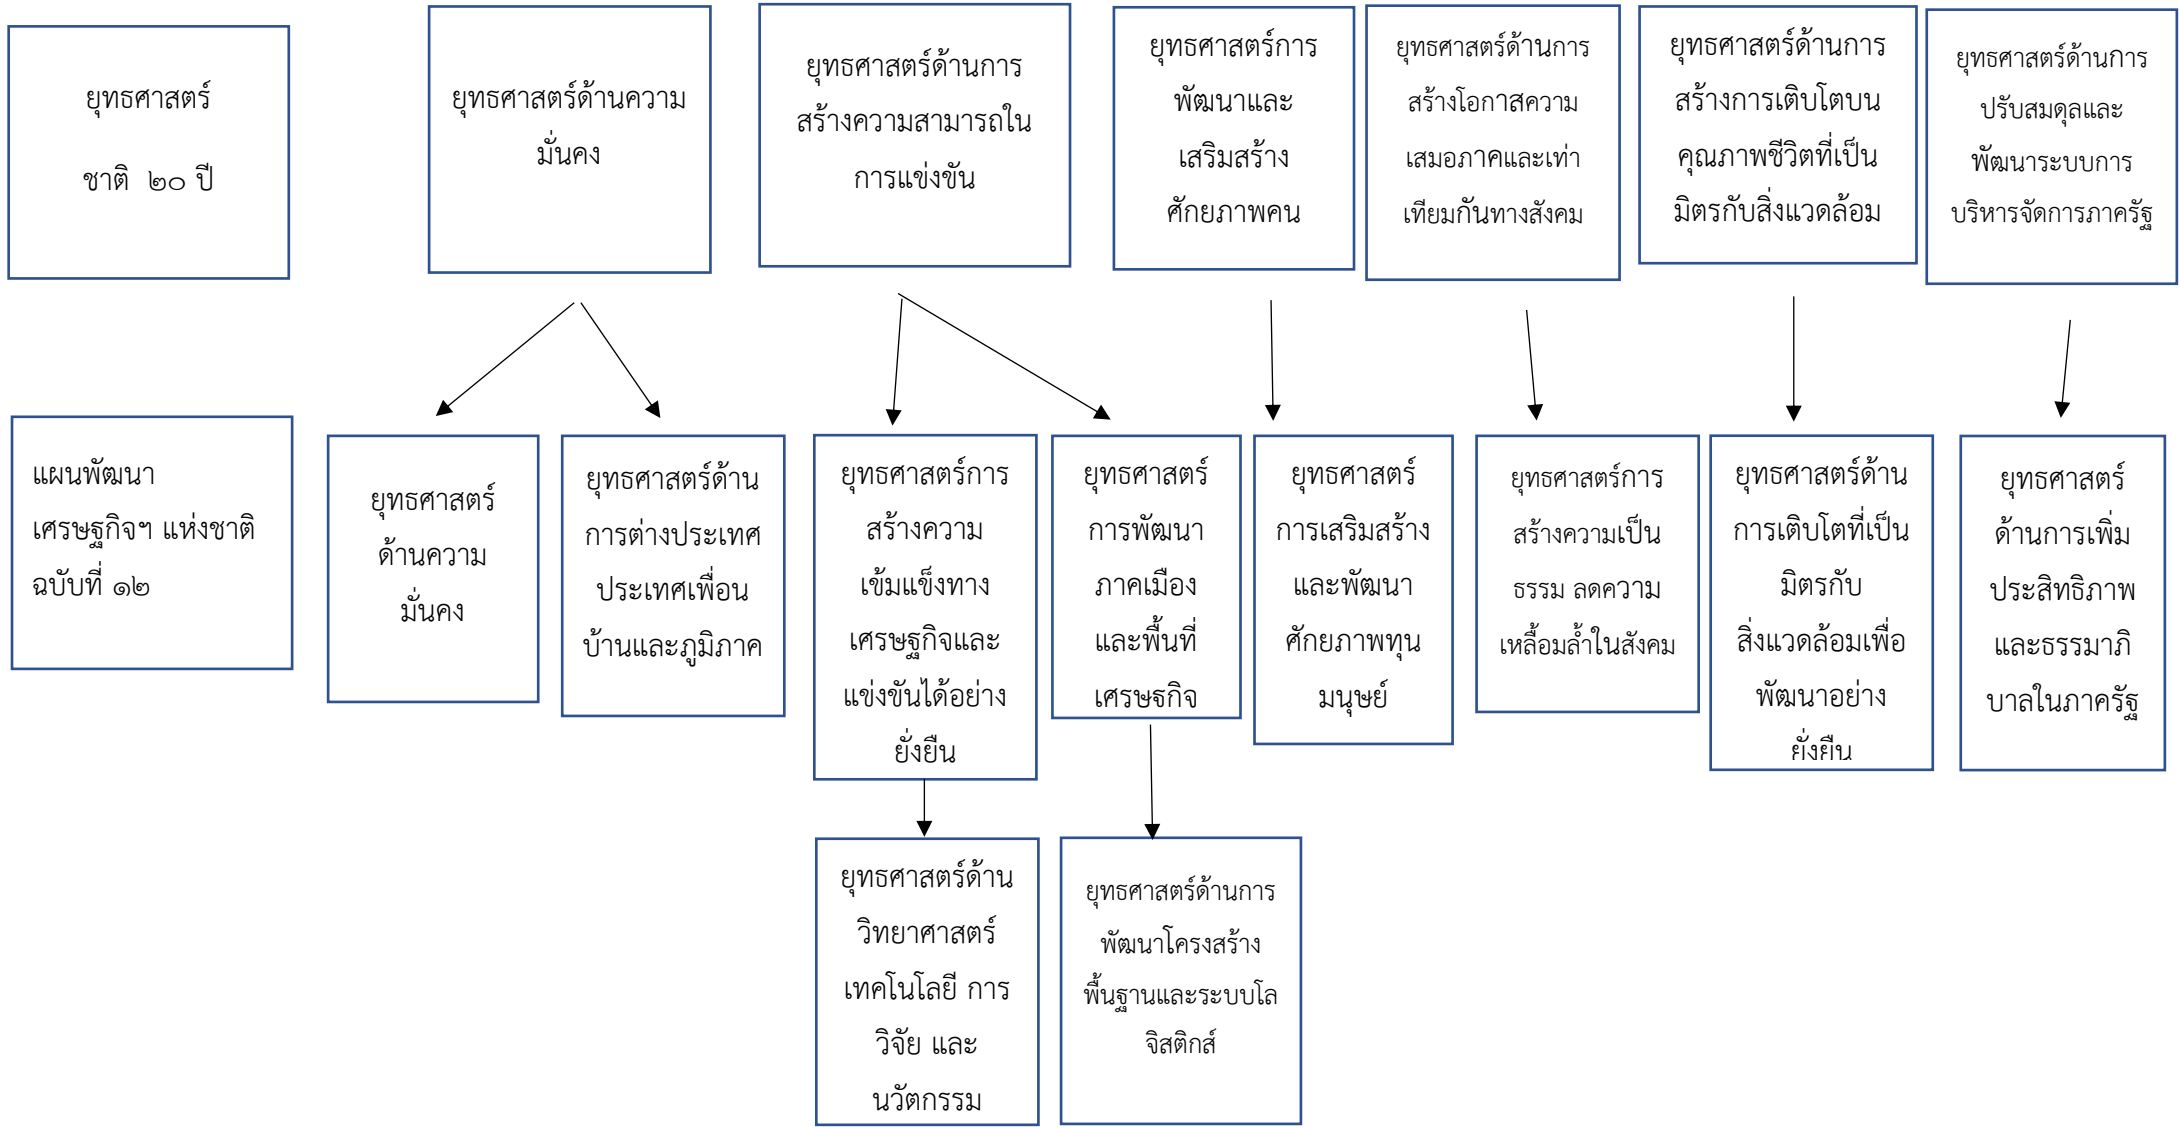 ยุทธศาสตร์
ชาติ ๒๐ ปี
ยุทธศาสตร์ด้านความ
มั่นคง
ยุทธศาสตร์ด้านการ
สร้างความสามารถใน
การแข่งขัน
ยุทธศาสตร์การ
พัฒนาและ
เสริมสร้าง
ศักยภาพคน
ยุทธศาสตร์ด้านการ
สร้างโอกาสความ
เสมอภาคและเท่า
เทียมกันทางสังคม
ยุทธศาสตร์ด้านการ
สร้างการเติบโตบน
คุณภาพชีวิตที่เป็น
มิตรกับสิ่งแวดล้อม
ยุทธศาสตร์ด้านการ
ปรับสมดุลและ
พัฒนาระบบการ
บริหารจัดการภาครัฐ
แผนพัฒนา
เศรษฐกิจฯ แห่งชาติ
ฉบับที่ ๑๒
ยุทธศาสตร์
ด้านความ
มั่นคง
ยุทธศาสตร์ด้าน
การต่างประเทศ
ประเทศเพื่อน
บ้านและภูมิภาค
ยุทธศาสตร์การ
สร้างความ
เข้มแข็งทาง
เศรษฐกิจและ
แข่งขันได้อย่าง
ยั่งยืน
ยุทธศาสตร์
การพัฒนา
ภาคเมือง
และพื้นที่
เศรษฐกิจ
ยุทธศาสตร์
การเสริมสร้าง
และพัฒนา
ศักยภาพทุน
มนุษย์
ยุทธศาสตร์การ
สร้างความเป็น
ธรรม ลดความ
เหลื่อมล้ำในสังคม
ยุทธศาสตร์ด้าน
การเติบโตที่เป็น
มิตรกับ
สิ่งแวดล้อมเพื่อ
พัฒนาอย่าง
ยั่งยืน
ยุทธศาสตร์
ด้านการเพิ่ม
ประสิทธิภาพ
และธรรมาภิ
บาลในภาครัฐ
ยุทธศาสตร์ด้าน
วิทยาศาสตร์
เทคโนโลยี การ
วิจัย และ
นวัตกรรม
ยุทธศาสตร์ด้านการ
พัฒนาโครงสร้าง
พื้นฐานและระบบโล
จิสติกส์